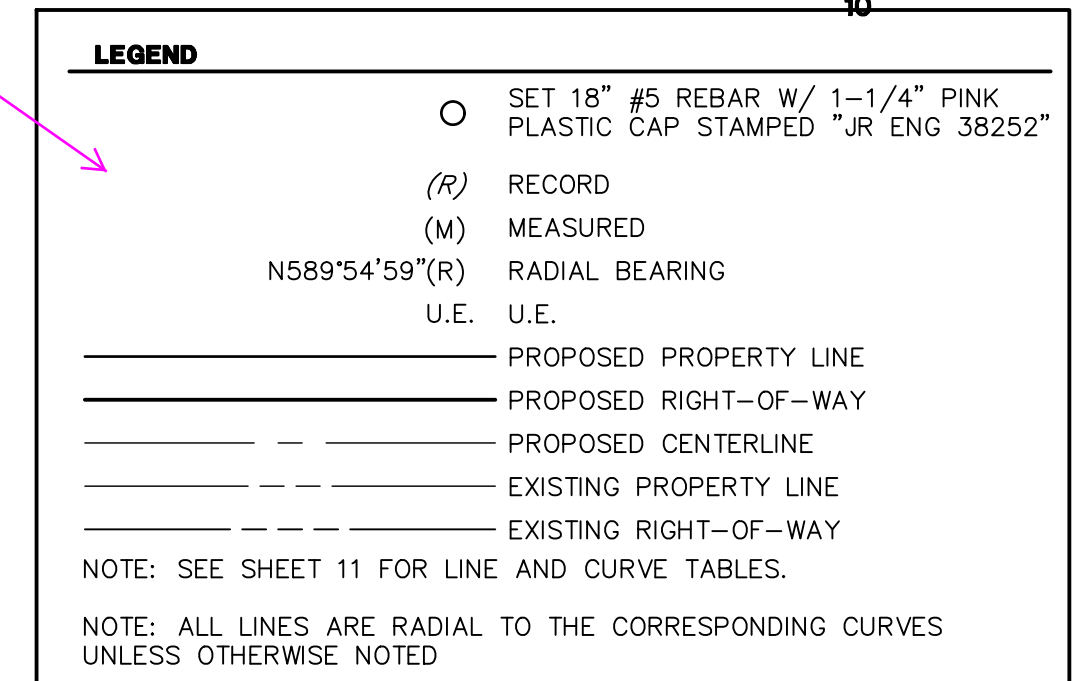 10
LEGEND
SET 18” #5 REBAR W/ 1–1/4” PINK
PLASTIC CAP STAMPED ”JR ENG 38252”
(R) RECORD
(M) MEASURED
N589°54’59”(R) RADIAL BEARING
U.E. U.E.
PROPOSED PROPERTY LINE
PROPOSED RIGHT–OF–WAY
PROPOSED CENTERLINE
EXISTING PROPERTY LINE
EXISTING RIGHT–OF–WAY
NOTE: SEE SHEET 11 FOR LINE AND CURVE TABLES.
NOTE: ALL LINES ARE RADIAL TO THE CORRESPONDING CURVES
UNLESS OTHERWISE NOTED